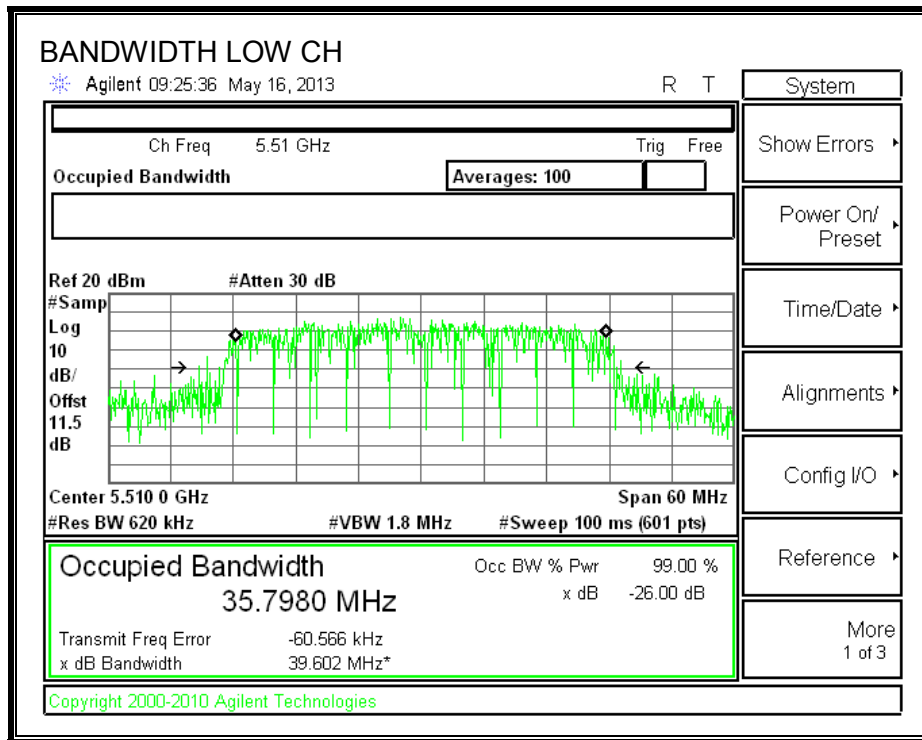 BANDWIDTH LOW CH
Agilent 09:25:36 May 16, 2013 R T
System
Ch Freq 5.51 GHz Trig Free
Show Errors
Occupied Bandwidth Averages: 100
Power On/
Preset
Ref 20 dBm #Atten 30 dB
#Samp
Log
10
dB/
Offst
11.5
dB
Time/Date
Alignments
Config I/O
Center 5.510 0 GHz Span 60 MHz
#Res BW 620 kHz #VBW 1.8 MHz #Sweep 100 ms (601 pts)
Occupied Bandwidth Occ BW % Pwr 99.00 %
35.7980 MHz x dB -26.00 dB
Reference
Transmit Freq Error -60.566 kHz
x dB Bandwidth 39.602 MHz*
More
1 of 3
Copyright 2000-2010 Agilent Technologies